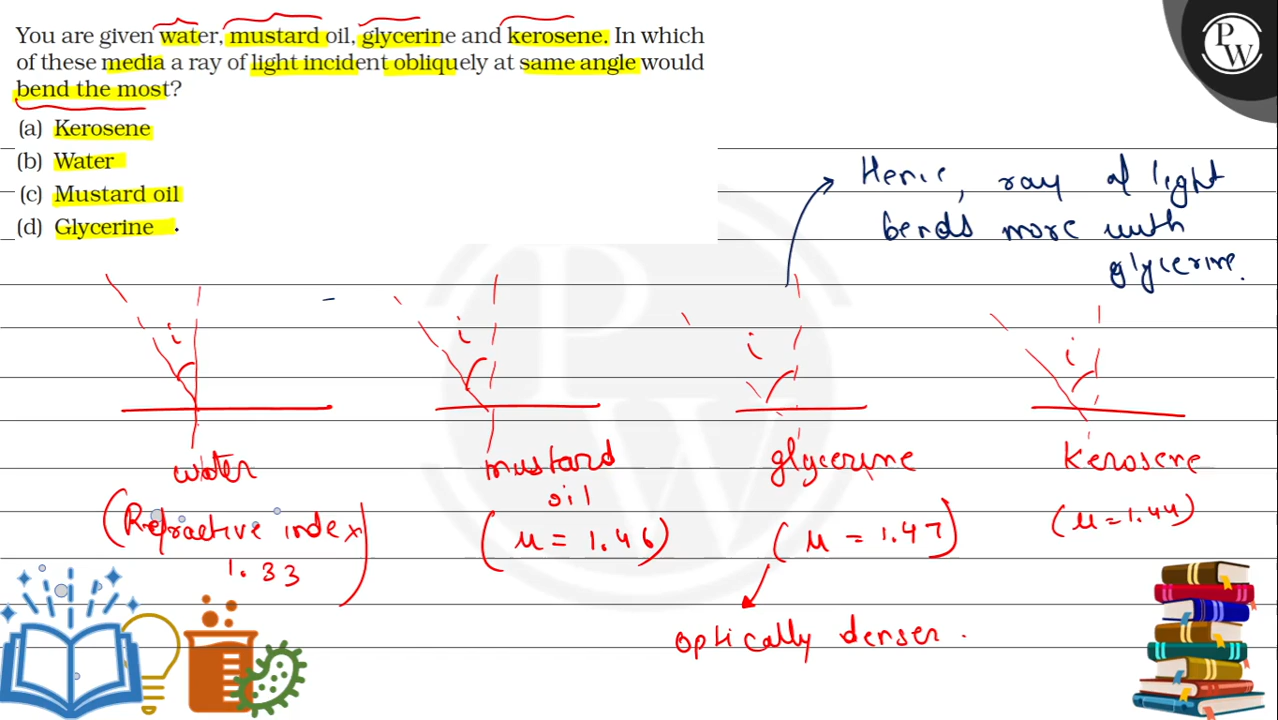 You are given water, mustard oil, glycerine and kerosene. In which
of these media a ray of light incident obliquely at same angle would
bend the most?
(a) Kerosene
(b) Water
(c) Mustard oil
(d) Glycerine
PW
Henc, ray of light
bends more with
glycerine.
i
i
i
i
water
(Refractive index)
1.33
mustard
oil
(μ = 1.46)
glycerine
(μ = 1.47)
Kerosene
(μ = 1.44)
optically denser.
PW